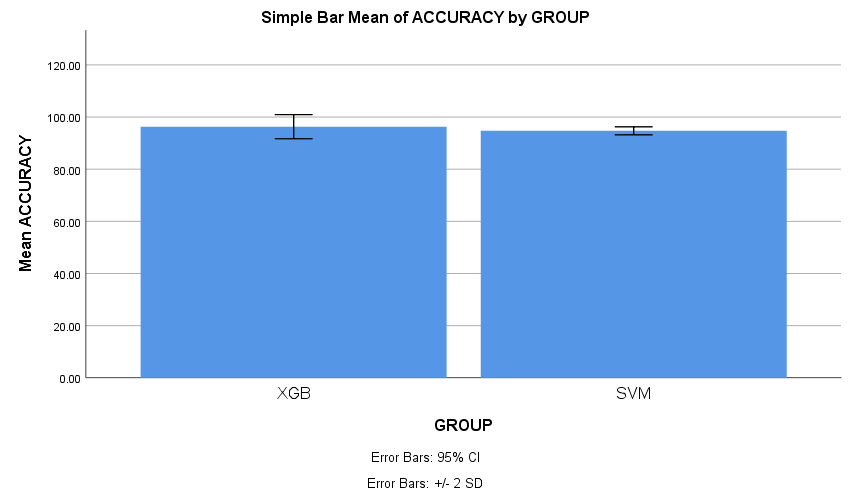 Simple Bar Mean of ACCURACY by GROUP
120.00
100.00
80.00
60.00
40.00
20.00
0.00
Mean ACCURACY
XGB
SVM
GROUP
Error Bars: 95% CI
Error Bars: +/- 2 SD